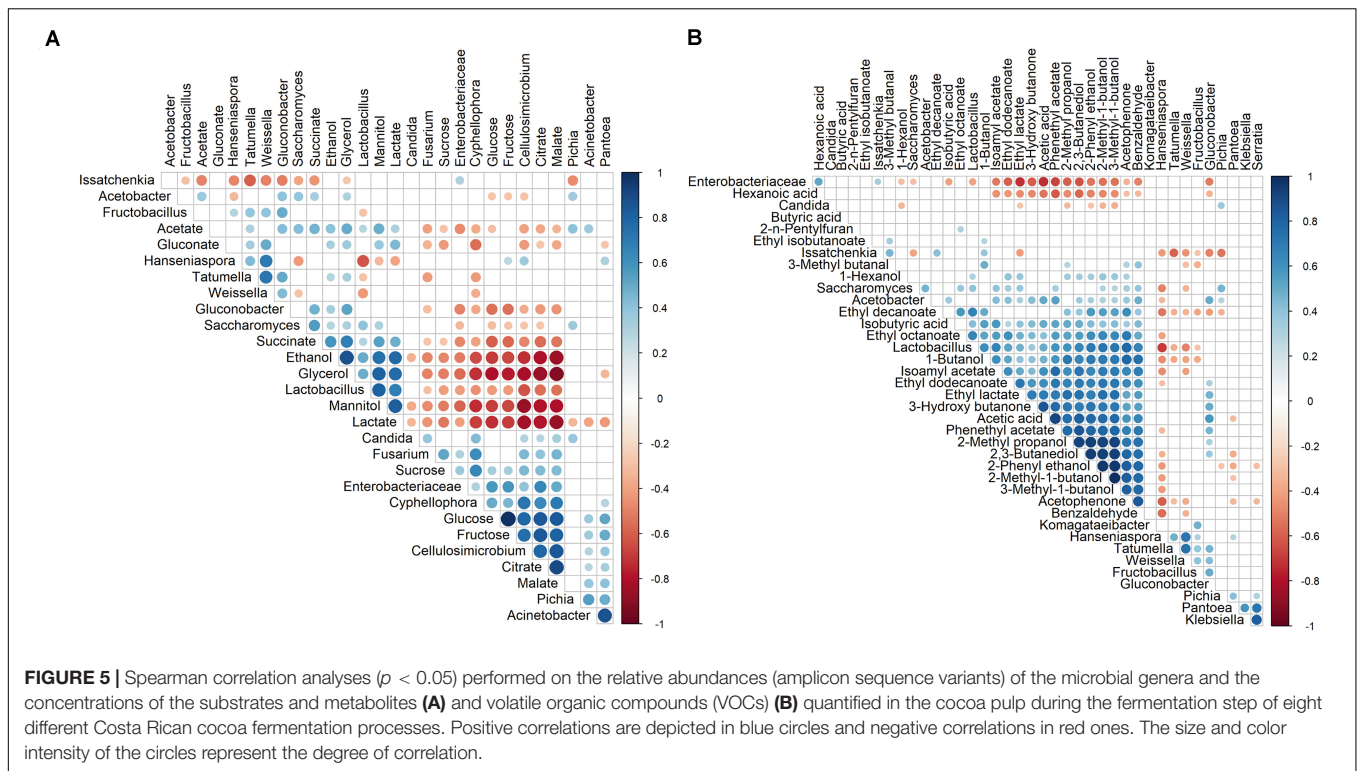 A
B
Acetobacter
Fructobacillus
Acetate
Gluconate
Hanseniaspora
Tatumella
Weissella
Gluconobacter
Saccharomyces
Succinate
Ethanol
Glycerol
Lactobacillus
Mannitol
Lactate
Candida
Fusarium
Sucrose
Enterobacteriaceae
Cyphellophora
Glucose
Fructose
Cellulosimicrobium
Citrate
Malate
Pichia
Acinetobacter
Pantoea
Issatchenkia
Acetobacter
Fructobacillus
Acetate
Gluconate
Hanseniaspora
Tatumella
Weissella
Gluconobacter
Saccharomyces
Succinate
Ethanol
Glycerol
Lactobacillus
Mannitol
Lactate
Candida
Fusarium
Sucrose
Enterobacteriaceae
Cyphellophora
Glucose
Fructose
Cellulosimicrobium
Citrate
Malate
Pichia
Acinetobacter
1
0.8
0.6
0.4
0.2
0
-0.2
-0.4
-0.6
-0.8
-1
Hexanoic acid
Candida
Butyric acid
2-n-Pentylfuran
Ethyl isobutanoate
Issatchenkia
3-Methyl butanal
1-Hexanol
Saccharomyces
Acetobacter
Ethyl decanoate
Isobutyric acid
Ethyl octanoate
Lactobacillus
1-Butanol
Isoamyl acetate
Ethyl dodecanoate
Ethyl lactate
3-Hydroxy butanone
Acetic acid
Phenethyl acetate
2-Methyl propanol
2,3-Butanediol
2-Phenyl ethanol
2-Methyl-1-butanol
3-Methyl-1-butanol
Acetophenone
Benzaldehyde
Komagataeibacter
Hanseniaspora
Tatumella
Weissella
Fructobacillus
Gluconobacter
Pichia
Pantoea
Klebsiella
Serratia
Enterobacteriaceae
Hexanoic acid
Candida
Butyric acid
2-n-Pentylfuran
Ethyl isobutanoate
Issatchenkia
3-Methyl butanal
1-Hexanol
Saccharomyces
Acetobacter
Ethyl decanoate
Isobutyric acid
Ethyl octanoate
Lactobacillus
1-Butanol
Isoamyl acetate
Ethyl dodecanoate
Ethyl lactate
3-Hydroxy butanone
Acetic acid
Phenethyl acetate
2-Methyl propanol
2,3-Butanediol
2-Phenyl ethanol
2-Methyl-1-butanol
3-Methyl-1-butanol
Acetophenone
Benzaldehyde
Komagataeibacter
Hanseniaspora
Tatumella
Weissella
Fructobacillus
Gluconobacter
Pichia
Pantoea
Klebsiella
1
0.8
0.6
0.4
0.2
0
-0.2
-0.4
-0.6
-0.8
-1
FIGURE 5 | Spearman correlation analyses (p < 0.05) performed on the relative abundances (amplicon sequence variants) of the microbial genera and the
concentrations of the substrates and metabolites (A) and volatile organic compounds (VOCs) (B) quantified in the cocoa pulp during the fermentation step of eight
different Costa Rican cocoa fermentation processes. Positive correlations are depicted in blue circles and negative correlations in red ones. The size and color
intensity of the circles represent the degree of correlation.